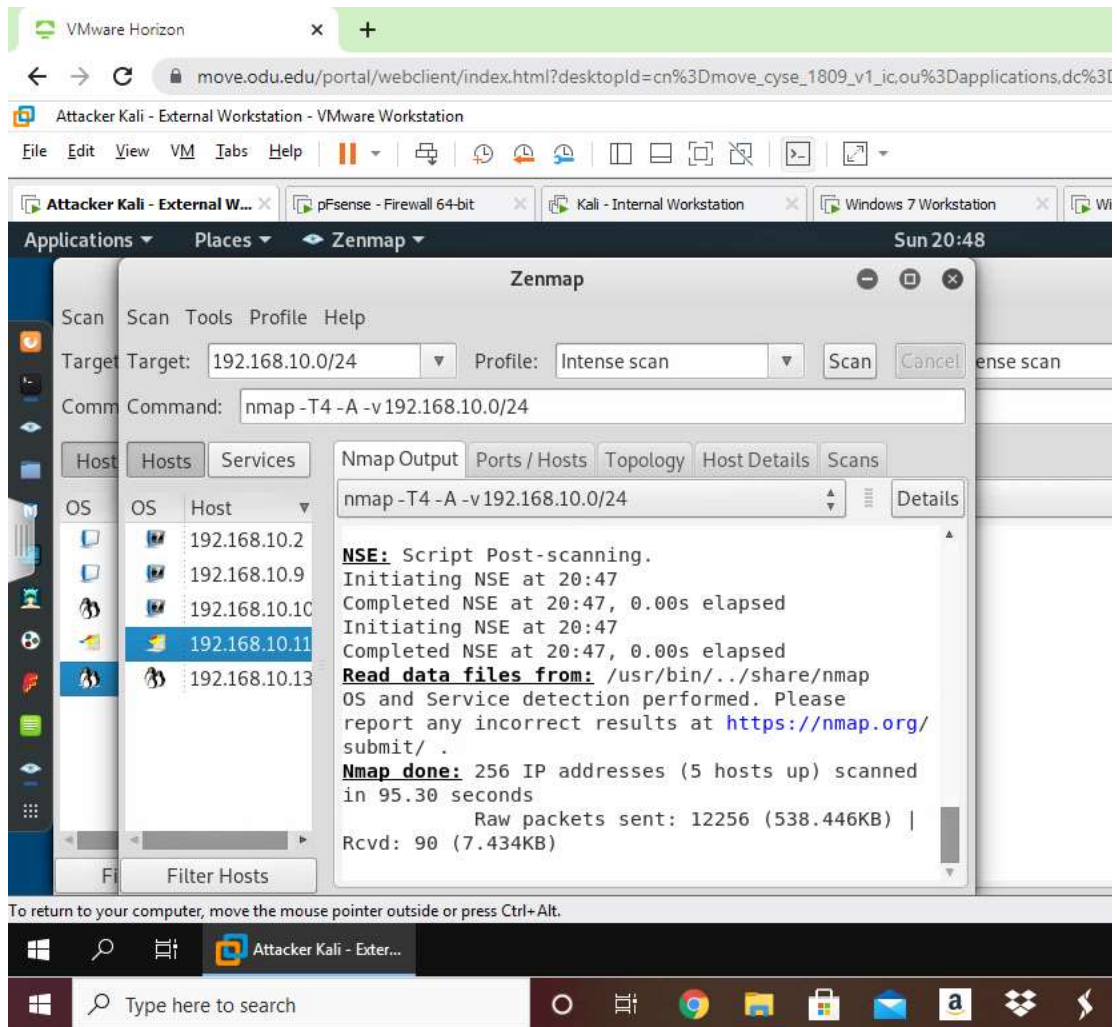 VMware Horizon
move.odu.edu/portal/webclient/index.html?desktopId=cn%3Dmove_cyse_1809_v1_ic,ou%3Dapplications,dc%3D
Attacker Kali - External Workstation - VMware Workstation
File Edit View VM Tabs Help
Attacker Kali - External W... pFsense - Firewall 64-bit Kali - Internal Workstation Windows 7 Workstation Wi
Applications Places Zenmap Sun 20:48
Zenmap
Scan Scan Tools Profile Help
Target Target: 192.168.10.0/24 Profile: Intense scan Scan Cancel ense scan
Comm Command: nmap -T4 -A -v 192.168.10.0/24
Host Hosts Services Nmap Output Ports / Hosts Topology Host Details Scans
OS OS Host nmap -T4 -A -v 192.168.10.0/24 Details
192.168.10.2
192.168.10.9
192.168.10.10
192.168.10.11
192.168.10.13
NSE: Script Post-scanning.
Initiating NSE at 20:47
Completed NSE at 20:47, 0.00s elapsed
Initiating NSE at 20:47
Completed NSE at 20:47, 0.00s elapsed
Read data files from: /usr/bin/../share/nmap
OS and Service detection performed. Please
report any incorrect results at https://nmap.org/
submit/ .
Nmap done: 256 IP addresses (5 hosts up) scanned
in 95.30 seconds
Raw packets sent: 12256 (538.446KB) |
Rcvd: 90 (7.434KB)
Fi Filter Hosts
To return to your computer, move the mouse pointer outside or press Ctrl+Alt.
Attacker Kali - Exter...
Type here to search
a